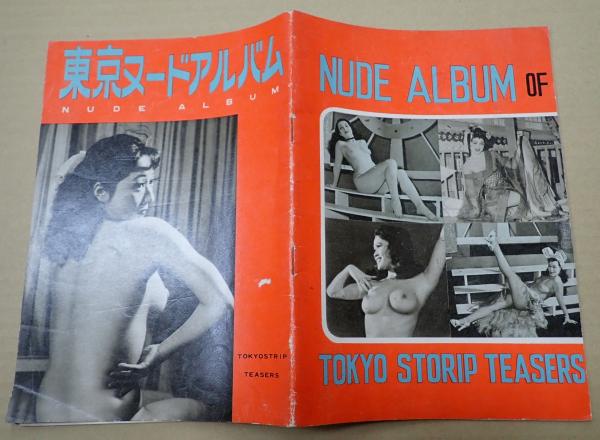 東京ヌードアルバム
NUDE ALBUM
TOKYOSTRIP
TEASERS
NUDE ALBUM OF
TOKYO STORIP TEASERS